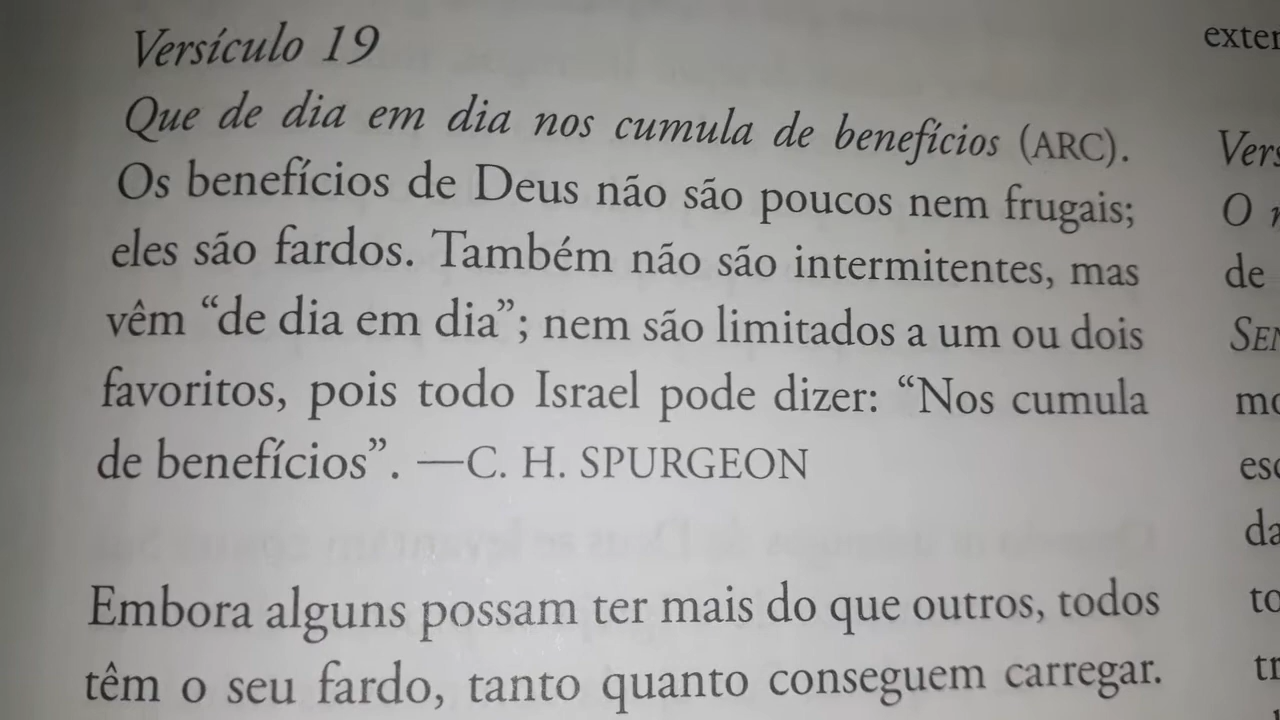 Versículo 19
Que de dia em dia nos cumula de benefícios (ARC).
Os benefícios de Deus não são poucos nem frugais;
eles são fardos. Também não são intermitentes, mas
vêm “de dia em dia”; nem são limitados a um ou dois
favoritos, pois todo Israel pode dizer: “Nos cumula
de benefícios”. —C. H. SPURGEON
Embora alguns possam ter mais do que outros, todos
têm o seu fardo, tanto quanto conseguem carregar.
O
de